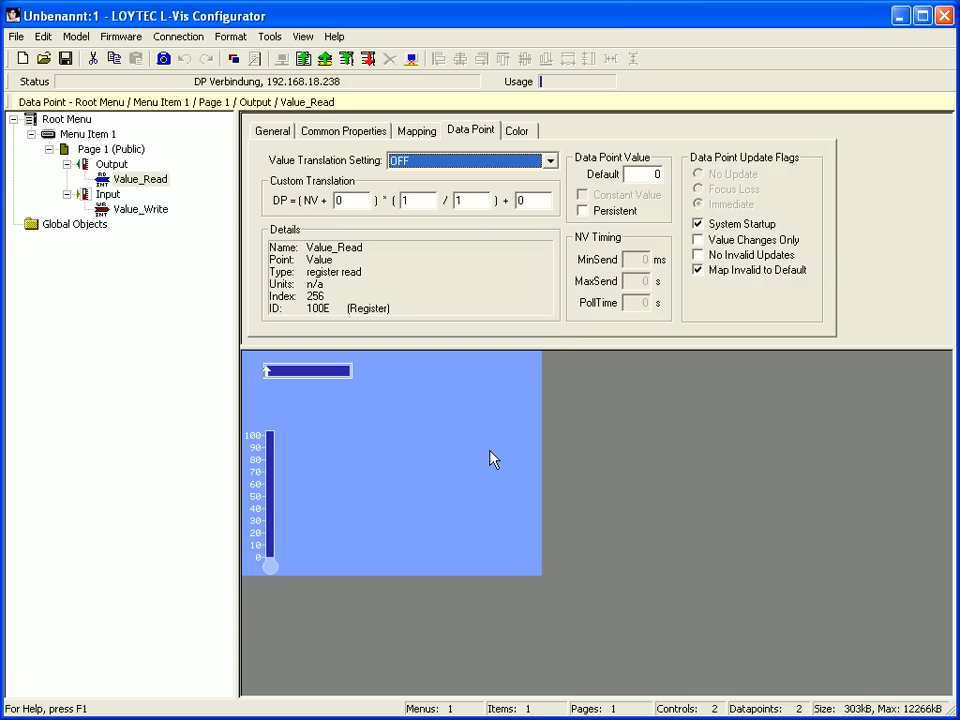 Unbenannt:1 - LOYTEC L-Vis Configurator
File Edit Model Firmware Connection Format Tools View Help
Status DP Verbindung, 192.168.18.238 Usage
Data Point - Root Menu / Menu Item 1 / Page 1 / Output / Value_Read
Root Menu
Menu Item 1
Page 1 (Public)
Output
RD
INT
Value_Read
Input
RW
INT
Value_Write
Global Objects
General Common Properties Mapping Data Point Color
Value Translation Setting: OFF
Custom Translation
DP = ( NV + 0 ) * ( 1 / 1 ) + 0
Details
Name: Value_Read
Point: Value
Type: register read
Units: n/a
Index: 256
ID: 100E (Register)
Data Point Value
Default 0
Constant Value
Persistent
NV Timing
MinSend 0 ms
MaxSend 0 s
PollTime 0 s
Data Point Update Flags
No Update
Focus Loss
Immediate
System Startup
Value Changes Only
No Invalid Updates
Map Invalid to Default
100
90
80
70
60
50
40
30
20
10
0
For Help, press F1 Menus: 1 Items: 1 Pages: 1 Controls: 2 Datapoints: 2 Size: 303kB, Max: 12266kB